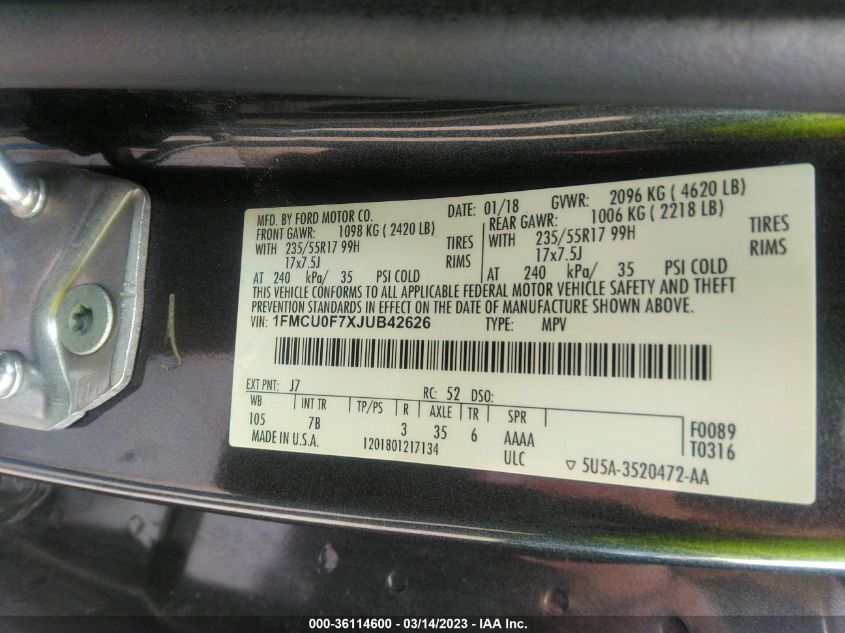 MFD. BY FORD MOTOR CO.
DATE: 01/18 GVWR: 2096 KG ( 4620 LB)
FRONT GAWR: 1098 KG ( 2420 LB)
REAR GAWR: 1006 KG ( 2218 LB)
WITH 235/55R17 99H TIRES
WITH 235/55R17 99H TIRES
17x7.5J RIMS
17x7.5J RIMS
AT 240 kPa/ 35 PSI COLD
AT 240 kPa/ 35 PSI COLD
THIS VEHICLE CONFORMS TO ALL APPLICABLE FEDERAL MOTOR VEHICLE SAFETY AND THEFT
PREVENTION STANDARDS IN EFFECT ON THE DATE OF MANUFACTURE SHOWN ABOVE.
VIN: 1FMCU0F7XJUB42626 TYPE: MPV
EXT PNT: J7 RC: 52 DSO:
WB INT TR TP/PS R AXLE TR SPR
105 7B 3 35 6 AAAA F0089
MADE IN U.S.A. 1201801217134 ULC T0316
▽ 5U5A-3520472-AA
000-36114600 - 03/14/2023 - IAA Inc.